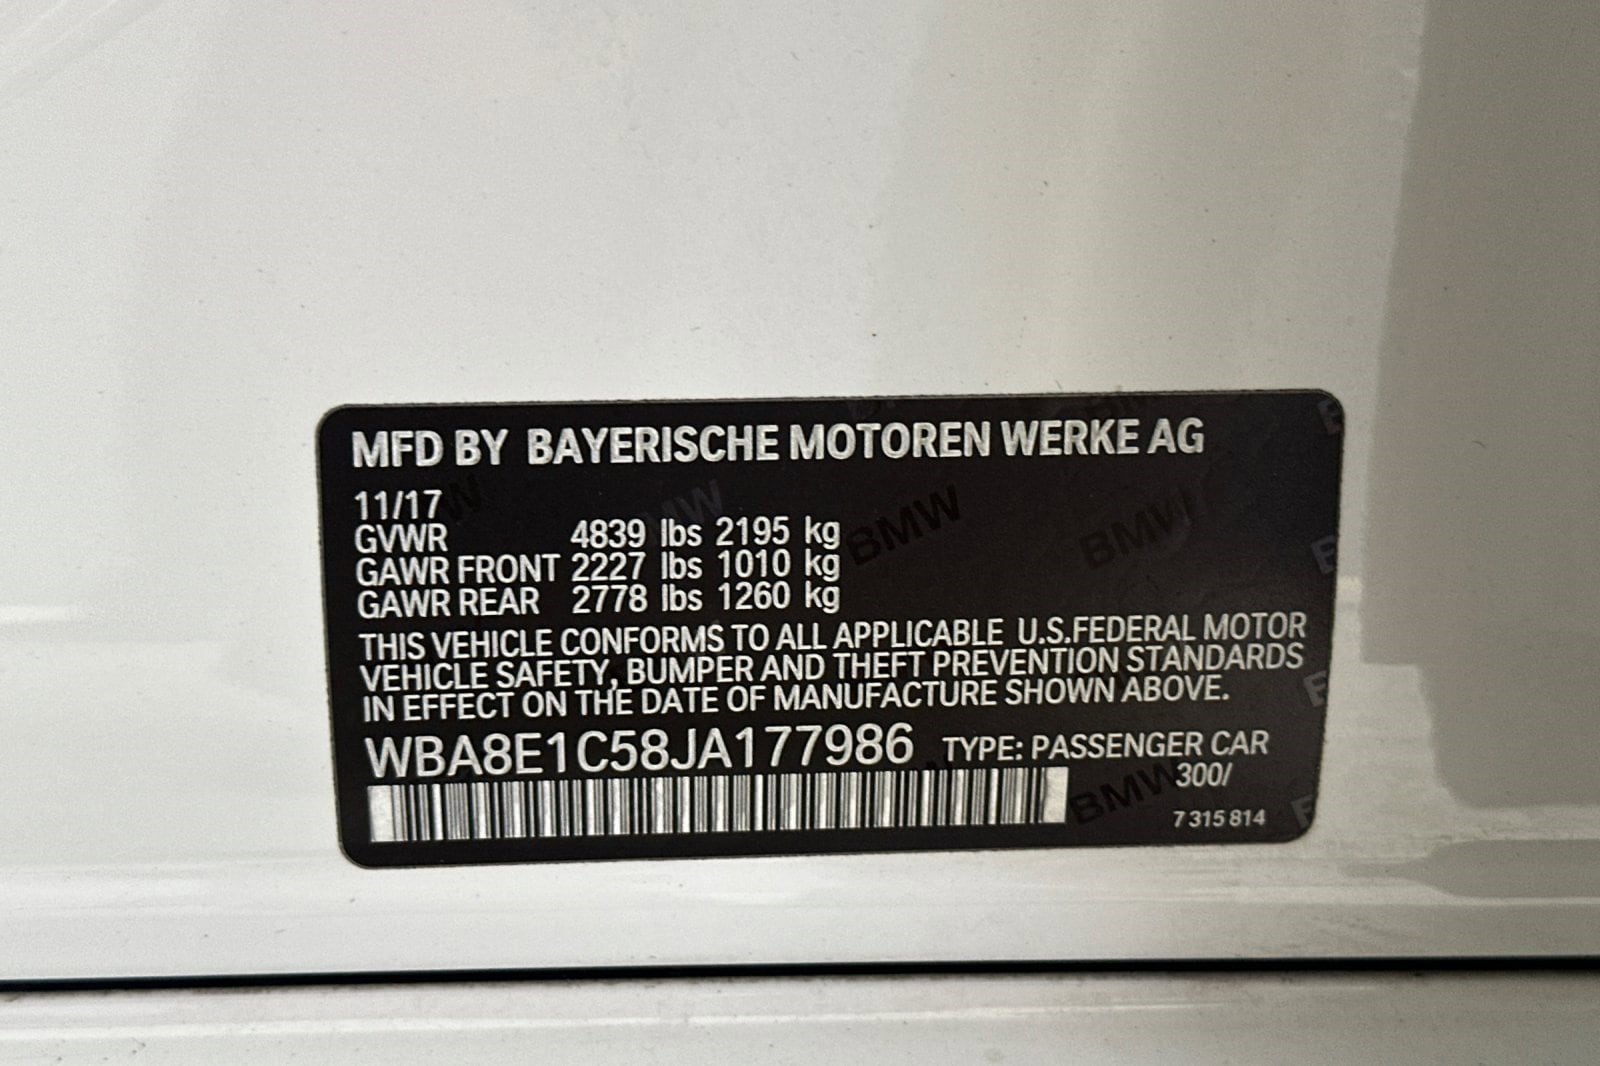 MFD BY BAYERISCHE MOTOREN WERKE AG
11/17
GVWR 4839 lbs 2195 kg
GAWR FRONT 2227 lbs 1010 kg
GAWR REAR 2778 lbs 1260 kg
THIS VEHICLE CONFORMS TO ALL APPLICABLE U.S.FEDERAL MOTOR
VEHICLE SAFETY, BUMPER AND THEFT PREVENTION STANDARDS
IN EFFECT ON THE DATE OF MANUFACTURE SHOWN ABOVE.
WBA8E1C58JA177986 TYPE: PASSENGER CAR
300/
7 315 814
BMW
BMW
BMW